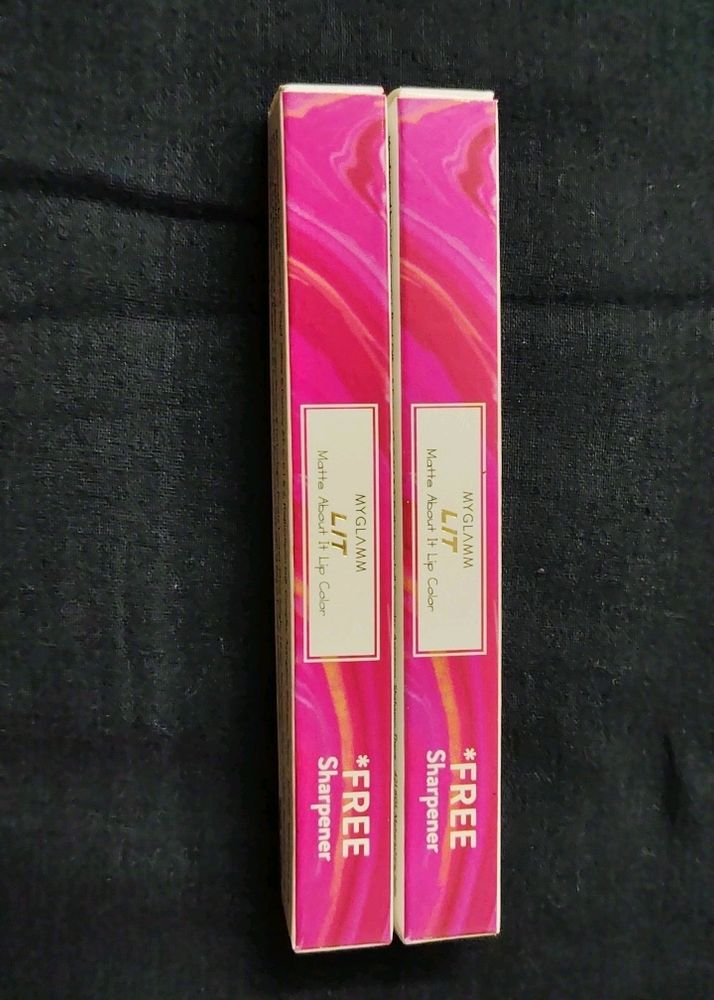 MYGLAMM
LIT
Matte About It Lip Color
*FREE
Sharpener
MYGLAMM
LIT
Matte About It Lip Color
*FREE
Sharpener